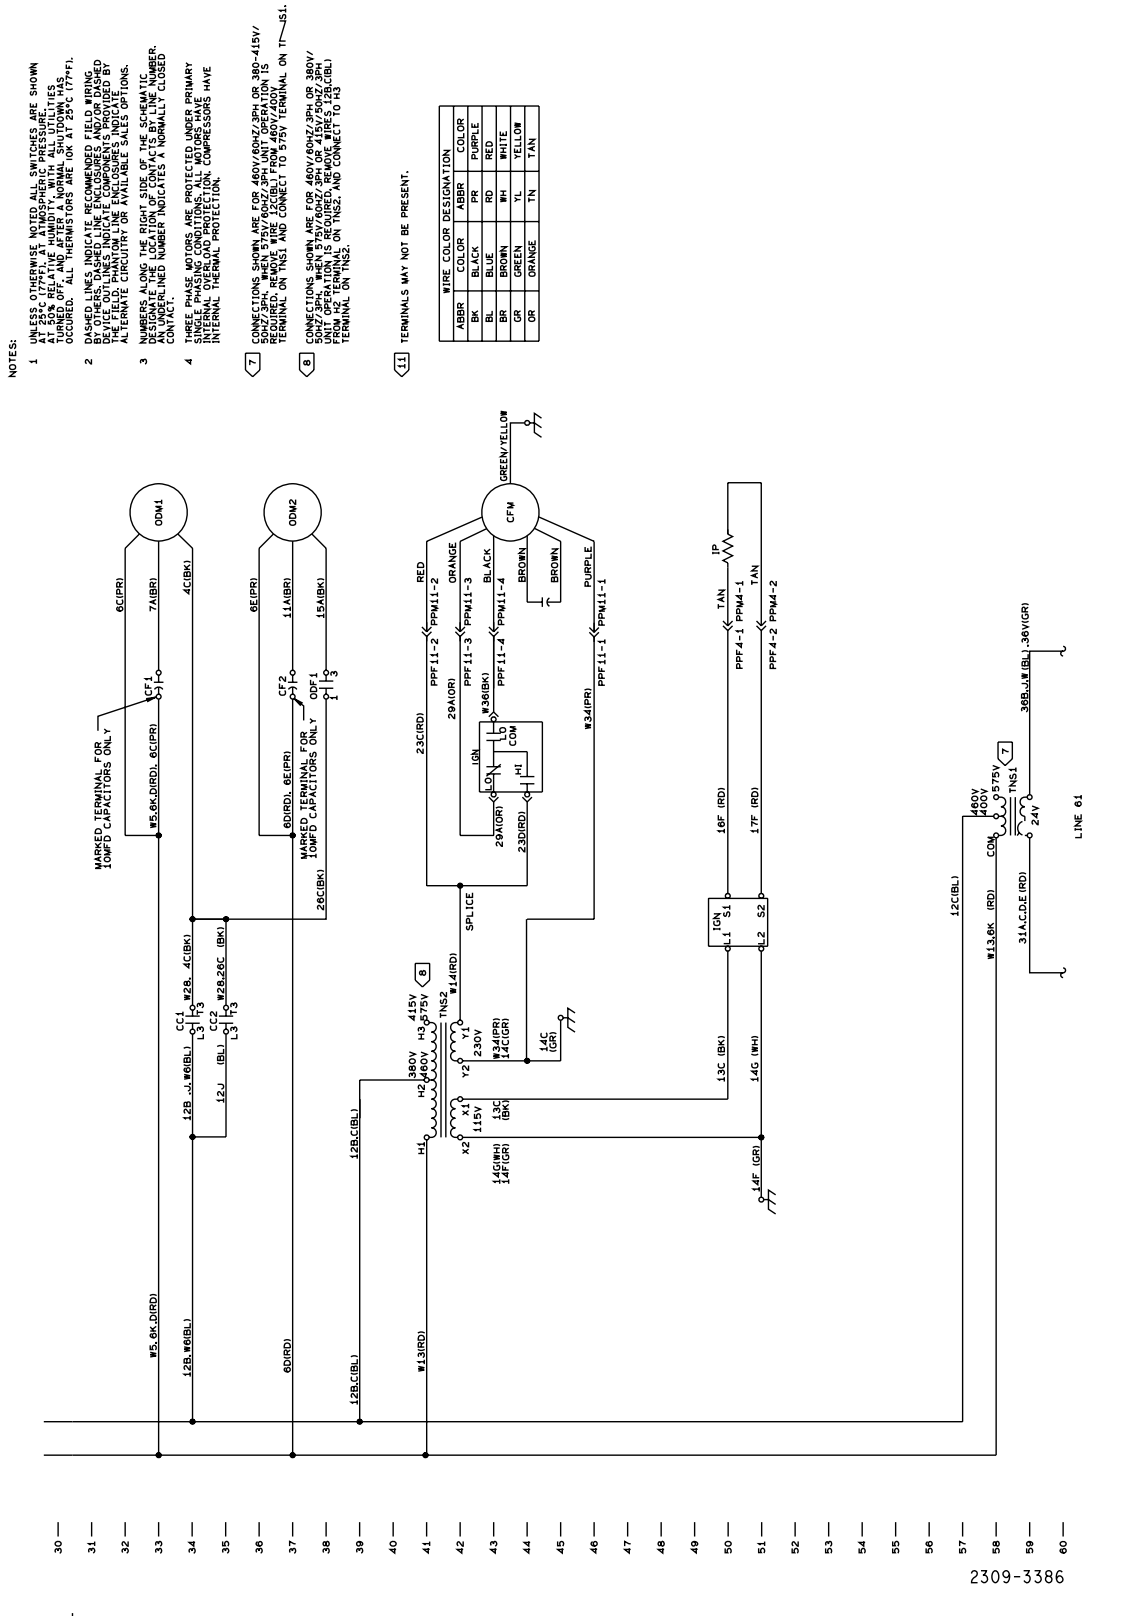 NOTES:
1 UNLESS OTHERWISE NOTED ALL SWITCHES ARE SHOWN
AT 25°C (77°F), AT ATMOSPHERIC PRESSURE,
AT 50% RELATIVE HUMIDITY, WITH ALL UTILITIES
TURNED OFF, AND AFTER A NORMAL SHUTDOWN HAS
OCCURED. ALL THERMISTORS ARE 10K AT 25°C (77°F).
2 DASHED LINES INDICATE RECOMMENDED FIELD WIRING
BY OTHERS. DASHED LINE ENCLOSURES AND/OR DASHED
DEVICE OUTLINES INDICATE COMPONENTS PROVIDED BY
THE FIELD. PHANTOM LINE ENCLOSURES INDICATE
ALTERNATE CIRCUITRY OR AVAILABLE SALES OPTIONS.
3 NUMBERS ALONG THE RIGHT SIDE OF THE SCHEMATIC
DESIGNATE THE LOCATION OF CONTACTS BY LINE NUMBER.
AN UNDERLINED NUMBER INDICATES A NORMALLY CLOSED
CONTACT.
4 THREE PHASE MOTORS ARE PROTECTED UNDER PRIMARY
SINGLE PHASING CONDITIONS. ALL MOTORS HAVE
INTERNAL OVERLOAD PROTECTION. COMPRESSORS HAVE
INTERNAL THERMAL PROTECTION.
7 CONNECTIONS SHOWN ARE FOR 460V/60HZ/3PH OR 380-415V/
50HZ/3PH. WHEN 575V/60HZ/3PH UNIT OPERATION IS
REQUIRED, REMOVE WIRE 12C(BL) FROM 460V/400V
TERMINAL ON TNS1 AND CONNECT TO 575V TERMINAL ON
8 CONNECTIONS SHOWN ARE FOR 460V/60HZ/3PH OR 380V/
50HZ/3PH. WHEN 575V/60HZ/3PH OR 415V/50HZ/3PH
UNIT OPERATION IS REQUIRED, REMOVE WIRES 12B,C(BL)
FROM H2 TERMINAL ON TNS2, AND CONNECT TO H3
TERMINAL ON TNS2.
11 TERMINALS MAY NOT BE PRESENT.
WIRE COLOR DESIGNATION
ABBR COLOR ABBR COLOR
BK BLACK PR PURPLE
BL BLUE RD RED
BR BROWN WH WHITE
GR GREEN YL YELLOW
OR ORANGE TN TAN
ODM1
6C(PR)
7A(BR)
4C(BK)
CF1
MARKED TERMINAL FOR
10MFD CAPACITORS ONLY
W5,6K,D(RD), 6C(PR)
W5,6K,D(RD)
ODM2
6E(PR)
11A(BR)
15A(BK)
CF2
ODF1
1
3
MARKED TERMINAL FOR
10MFD CAPACITORS ONLY
6D(RD), 6E(PR)
26C(BK)
6D(RD)
W28, 4C(BK)
W28,26C (BK)
CC1
L3
T3
CC2
L3
T3
12B ,J,W6(BL)
12J (BL)
12B,W6(BL)
CFM
GREEN/YELLOW
RED
ORANGE
BLACK
BROWN
BROWN
PURPLE
PPF11-2
PPM11-2
PPF11-3
PPM11-3
PPF11-4
PPM11-4
PPF11-1
PPM11-1
23C(RD)
29A(OR)
W36(BK)
W34(PR)
IGN
LO
LO
COM
HI
29A(OR)
23D(RD)
SPLICE
W14(RD)
8
12B,C(BL)
12B,C(BL)
380V
460V
415V
575V
H1
H2
H3
TNS2
Y1
230V
Y2
X1
115V
X2
W34(PR)
14C(GR)
14C
(GR)
13C
(BK)
14G(WH)
14F(GR)
W13(RD)
IP
TAN
TAN
PPF4-1
PPM4-1
PPF4-2
PPM4-2
16F (RD)
17F (RD)
IGN
L1
S1
L2
S2
13C (BK)
14G (WH)
14F (GR)
12C(BL)
W13,6K (RD)
COM
460V
400V
575V
7
TNS1
24V
36B,J,W(BL),36V(GR)
31A,C,D,E(RD)
LINE 61
30
31
32
33
34
35
36
37
38
39
40
41
42
43
44
45
46
47
48
49
50
51
52
53
54
55
56
57
58
59
60
2309-3386